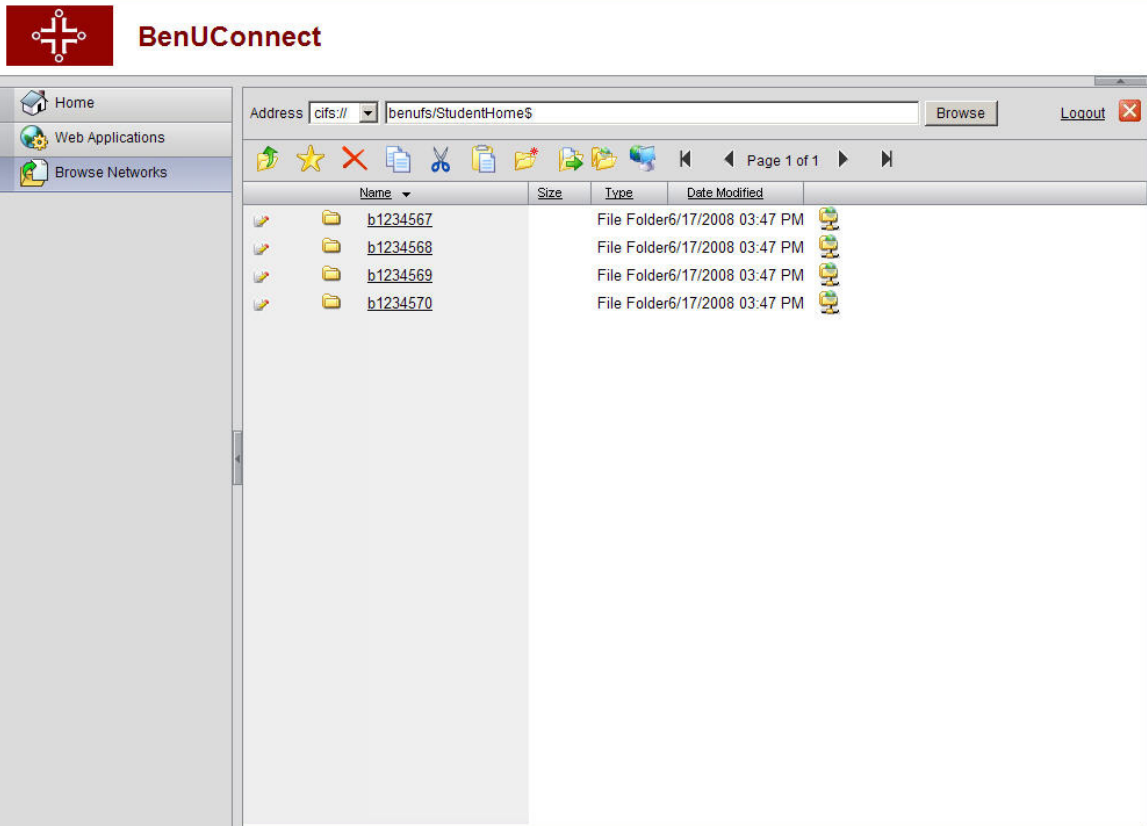 BenUConnect
Home
Web Applications
Browse Networks
Address cifs:// benufs/StudentHome$ Browse Logout
Page 1 of 1
Name Size Type Date Modified
b1234567 File Folder6/17/2008 03:47 PM
b1234568 File Folder6/17/2008 03:47 PM
b1234569 File Folder6/17/2008 03:47 PM
b1234570 File Folder6/17/2008 03:47 PM